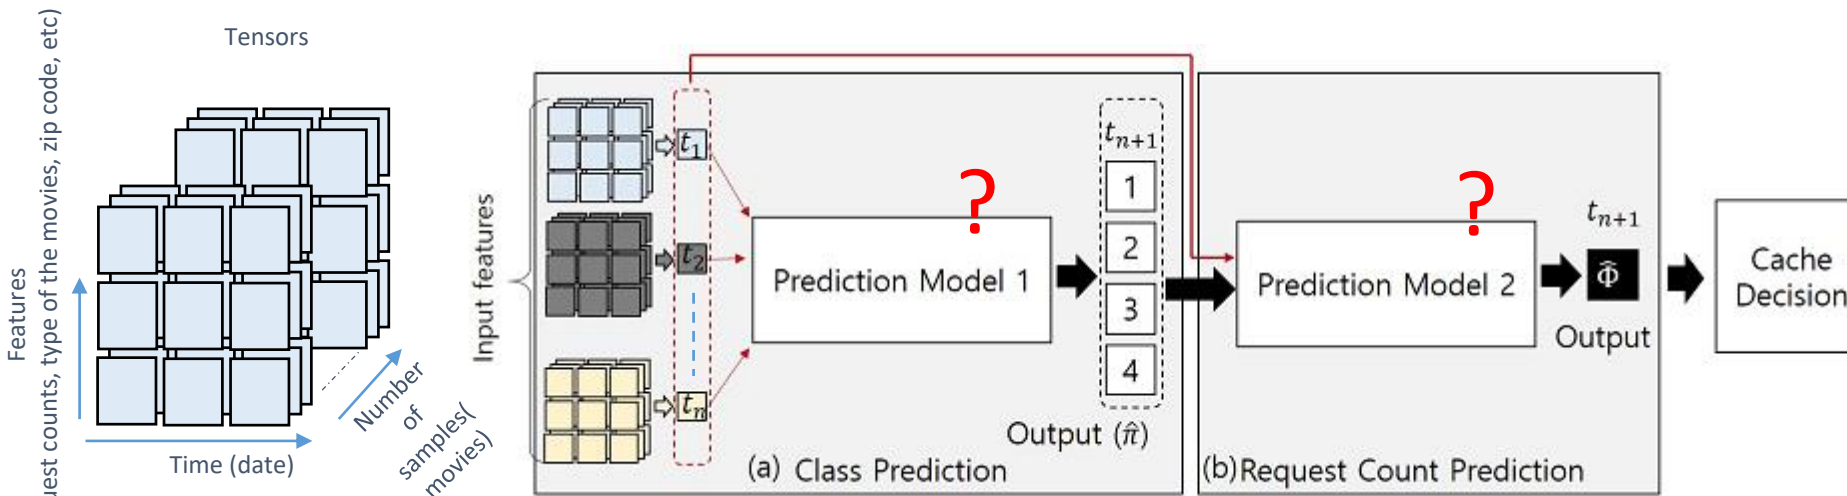 Tensors
Features
uest counts, type of the movies, zip code, etc)
Time (date)
Number
of
samples(
movies)
Input features
t1
t2
tn
?
Prediction Model 1
tn+1
1
2
3
4
Output (π̂)
(a) Class Prediction
?
Prediction Model 2
tn+1
Φ̂
Output
(b) Request Count Prediction
Cache
Decision